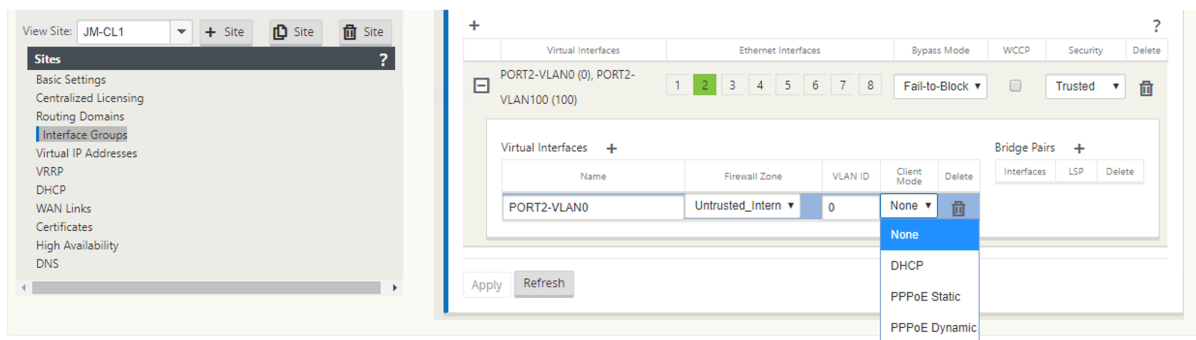 View Site: JM-CL1 + Site Site Site
Sites ?
Basic Settings
Centralized Licensing
Routing Domains
Interface Groups
Virtual IP Addresses
VRRP
DHCP
WAN Links
Certificates
High Availability
DNS
+ ?
Virtual Interfaces Ethernet Interfaces Bypass Mode WCCP Security Delete
PORT2-VLAN0 (0), PORT2-
VLAN100 (100)
1 2 3 4 5 6 7 8 Fail-to-Block Trusted
Virtual Interfaces +
Name Firewall Zone VLAN ID Client Mode Delete
PORT2-VLAN0 Untrusted_Intern 0 None
None
DHCP
PPPoE Static
PPPoE Dynamic
Bridge Pairs +
Interfaces LSP Delete
Apply Refresh